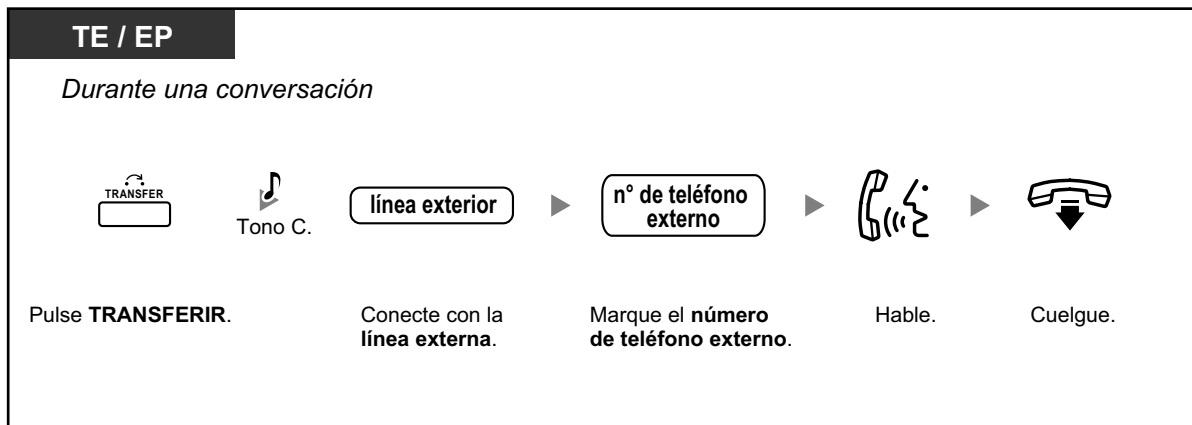 TE / EP
Durante una conversación
TRANSFER
Tono C.
línea exterior
n° de teléfono
externo
Pulse TRANSFERIR.
Conecte con la
línea externa.
Marque el número
de teléfono externo.
Hable.
Cuelgue.